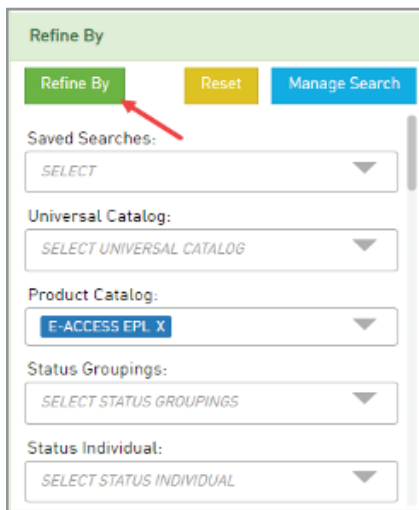 Refine By
Refine By Reset Manage Search
Saved Searches:
SELECT
Universal Catalog:
SELECT UNIVERSAL CATALOG
Product Catalog:
E-ACCESS EPL X
Status Groupings:
SELECT STATUS GROUPINGS
Status Individual:
SELECT STATUS INDIVIDUAL